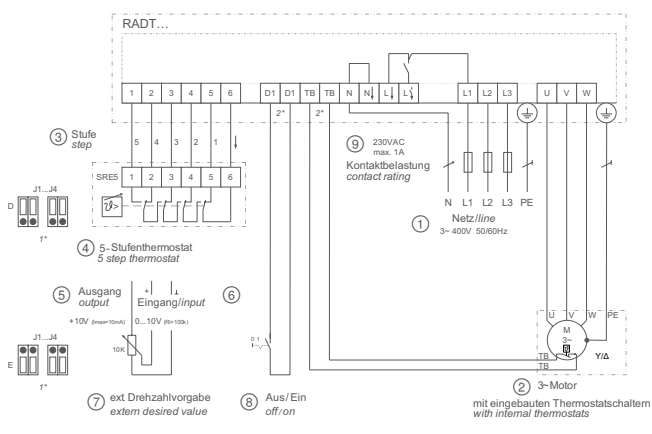 RADT...
1 2 3 4 5 6 D1 D1 TB TB N N↓ L↓ L L1 L2 L3 U V W
2* 2*
3 Stufe
step
5 4 3 2 1 ↓
9 230VAC
max. 1A
Kontaktbelastung
contact rating
SRE5 1 2 3 4 5 6
J1...J4
D
1*
ϑ>
N L1 L2 L3 PE
1 Netz/line
3~ 400V 50/60Hz
4 5-Stufenthermostat
5 step thermostat
5 Ausgang
output
+ ⊥
Eingang/input
6
+10V (Imax=10mA) 0...10V (Ri>100k)
10K
J1...J4
E
1*
0 1
U V W PE
M
3~
TB
TB
Y/Δ
7 ext Drehzahlvorgabe
extern desired value
8 Aus/Ein
off/on
2 3~Motor
mit eingebauten Thermostatschaltern
with internal thermostats